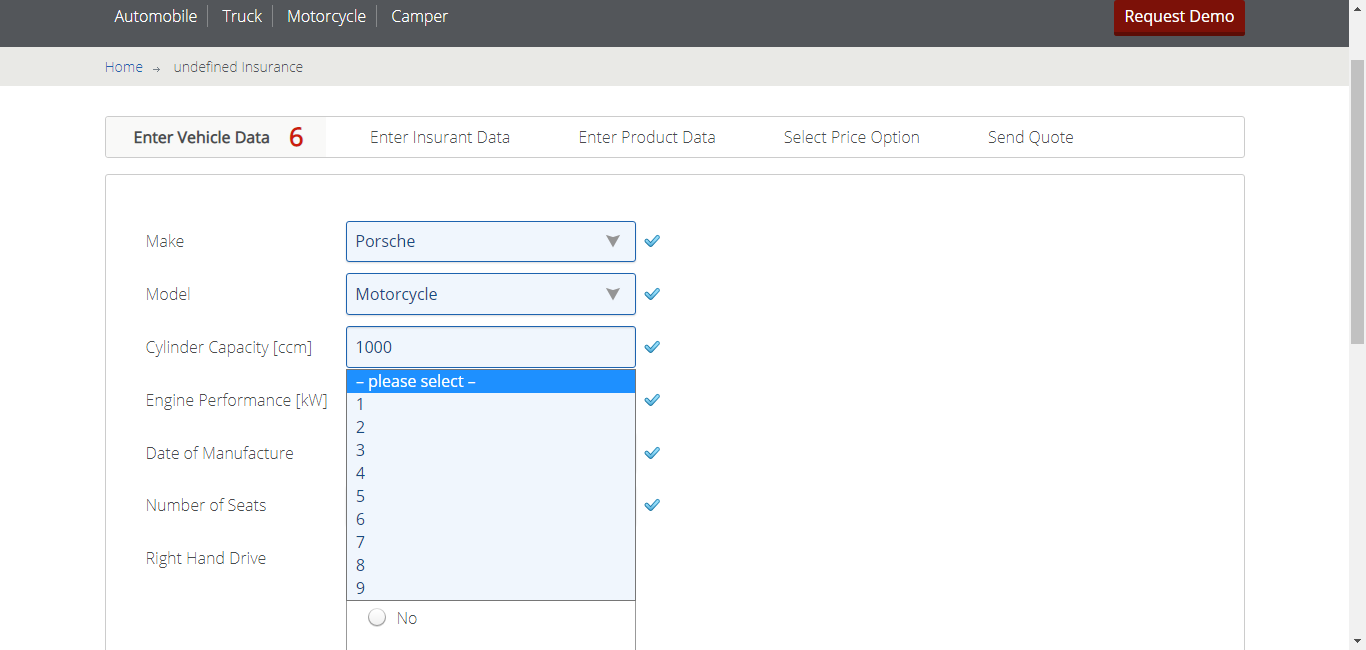 Automobile Truck Motorcycle Camper Request Demo
Home → undefined Insurance
Enter Vehicle Data 6 Enter Insurant Data Enter Product Data Select Price Option Send Quote
Make Porsche
Model Motorcycle
Cylinder Capacity [ccm] 1000
– please select –
Engine Performance [kW]
1
2
3
Date of Manufacture
4
5
Number of Seats
6
7
Right Hand Drive
8
9
No